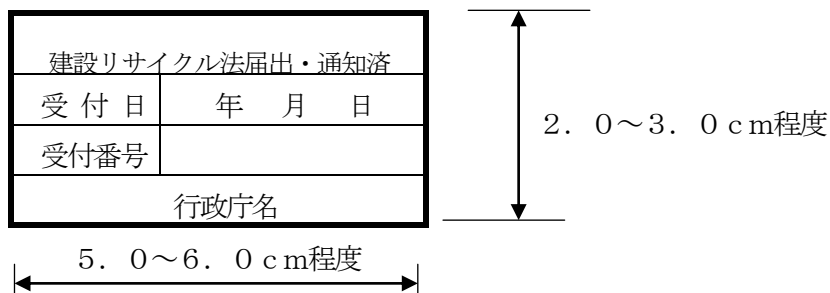 建設リサイクル法届出・通知済
受 付 日　　年　月　日
受付番号
行政庁名
2．0～3．0ｃｍ程度
5．0～6．0ｃｍ程度